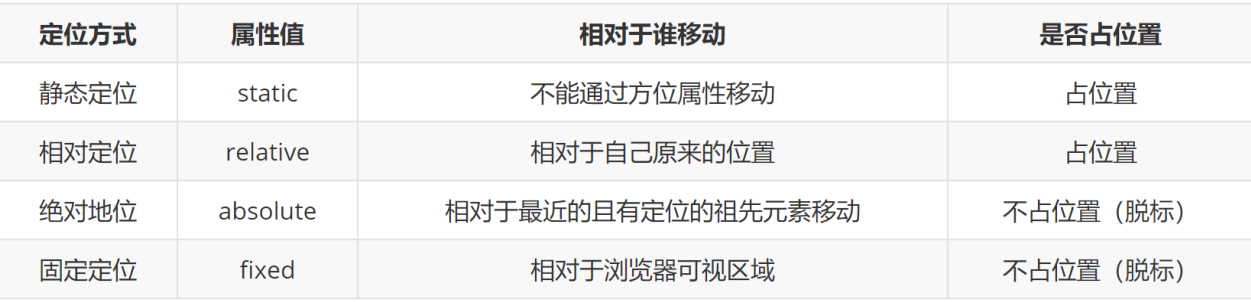 定位方式 属性值 相对于谁移动 是否占位置
静态定位 static 不能通过方位属性移动 占位置
相对定位 relative 相对于自己原来的位置 占位置
绝对地位 absolute 相对于最近的且有定位的祖先元素移动 不占位置（脱标）
固定定位 fixed 相对于浏览器可视区域 不占位置（脱标）